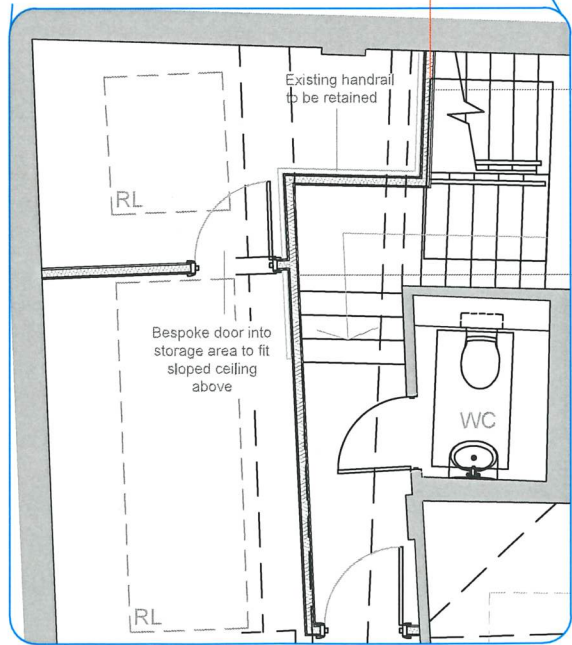 Existing handrail
to be retained
RL
Bespoke door into
storage area to fit
sloped ceiling
above
WC
RL